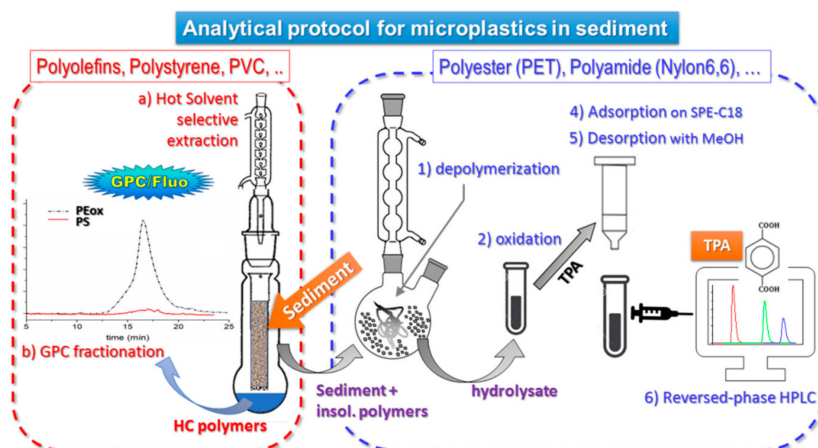 Analytical protocol for microplastics in sediment
Polyolefins, Polystyrene, PVC, ..
a) Hot Solvent
selective
extraction
GPC/Fluo
PEox
PS
5 10 15 20 25
time (min)
b) GPC fractionation
Sediment
HC polymers
Polyester (PET), Polyamide (Nylon6,6), ...
1) depolymerization
Sediment +
insol. polymers
2) oxidation
hydrolysate
TPA
4) Adsorption on SPE-C18
5) Desorption with MeOH
TPA
COOH
COOH
6) Reversed-phase HPLC